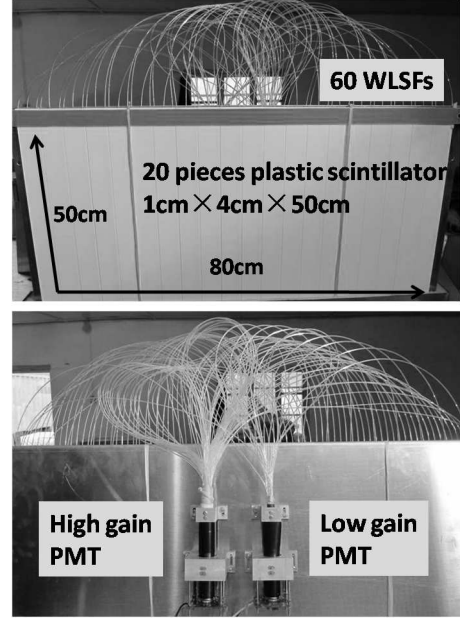 60 WLSFs
20 pieces plastic scintillator
1cm×4cm×50cm
50cm
80cm
High gain
PMT
Low gain
PMT